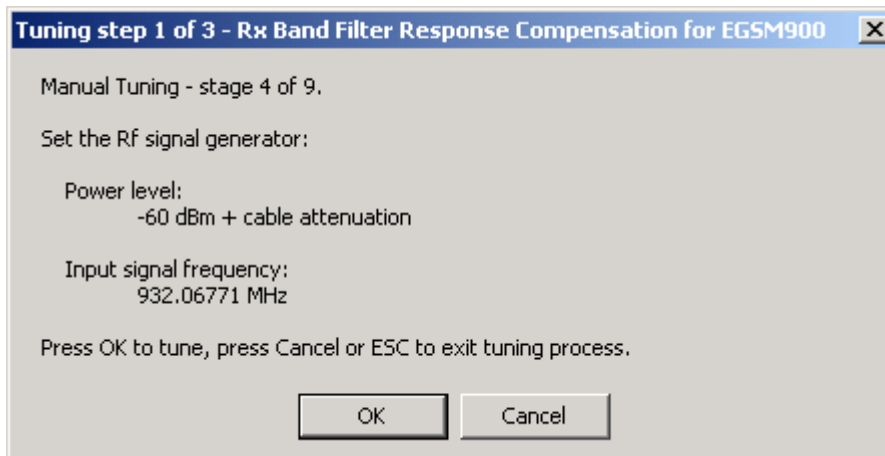 Tuning step 1 of 3 - Rx Band Filter Response Compensation for EGSM900
Manual Tuning - stage 4 of 9.
Set the Rf signal generator:
Power level:
-60 dBm + cable attenuation
Input signal frequency:
932.06771 MHz
Press OK to tune, press Cancel or ESC to exit tuning process.
OK
Cancel